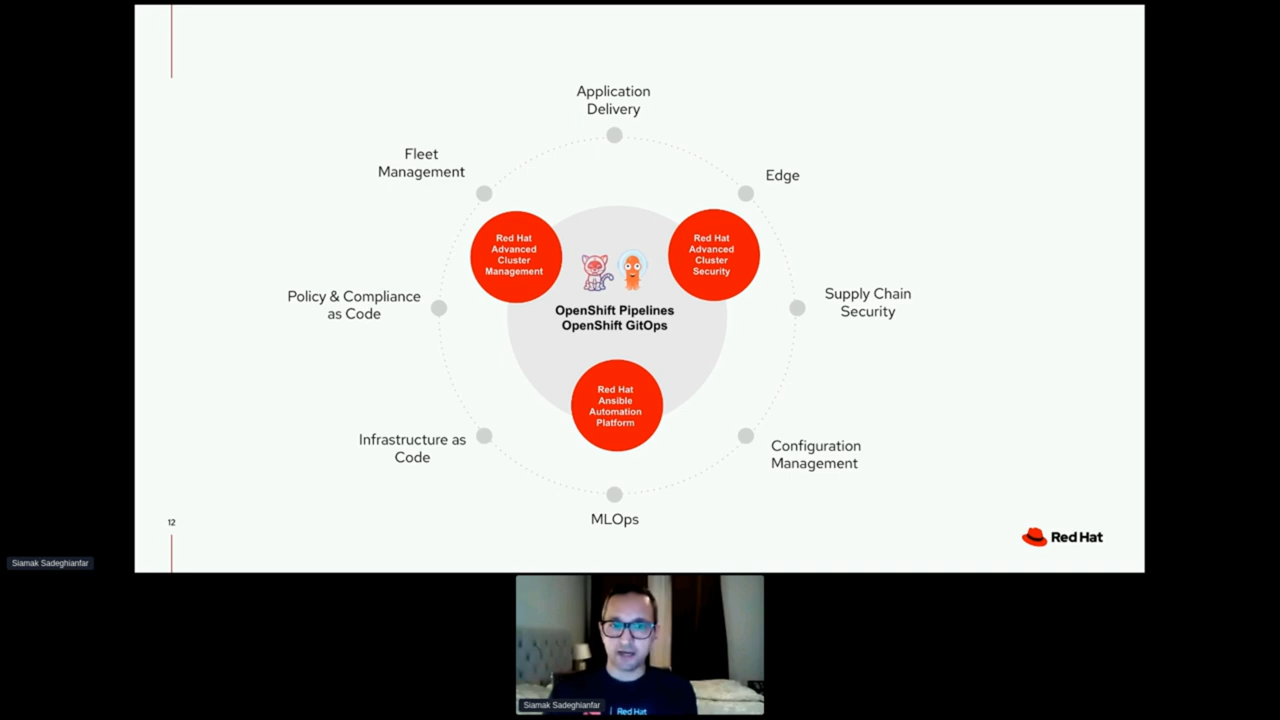 Application
Delivery
Fleet
Management
Edge
Red Hat
Advanced
Cluster
Management
Red Hat
Advanced
Cluster
Security
Policy & Compliance
as Code
OpenShift Pipelines
OpenShift GitOps
Supply Chain
Security
Red Hat
Ansible
Automation
Platform
Infrastructure as
Code
Configuration
Management
MLOps
12
Red Hat
Siamak Sadeghianfar
Siamak Sadeghianfar
Red Hat